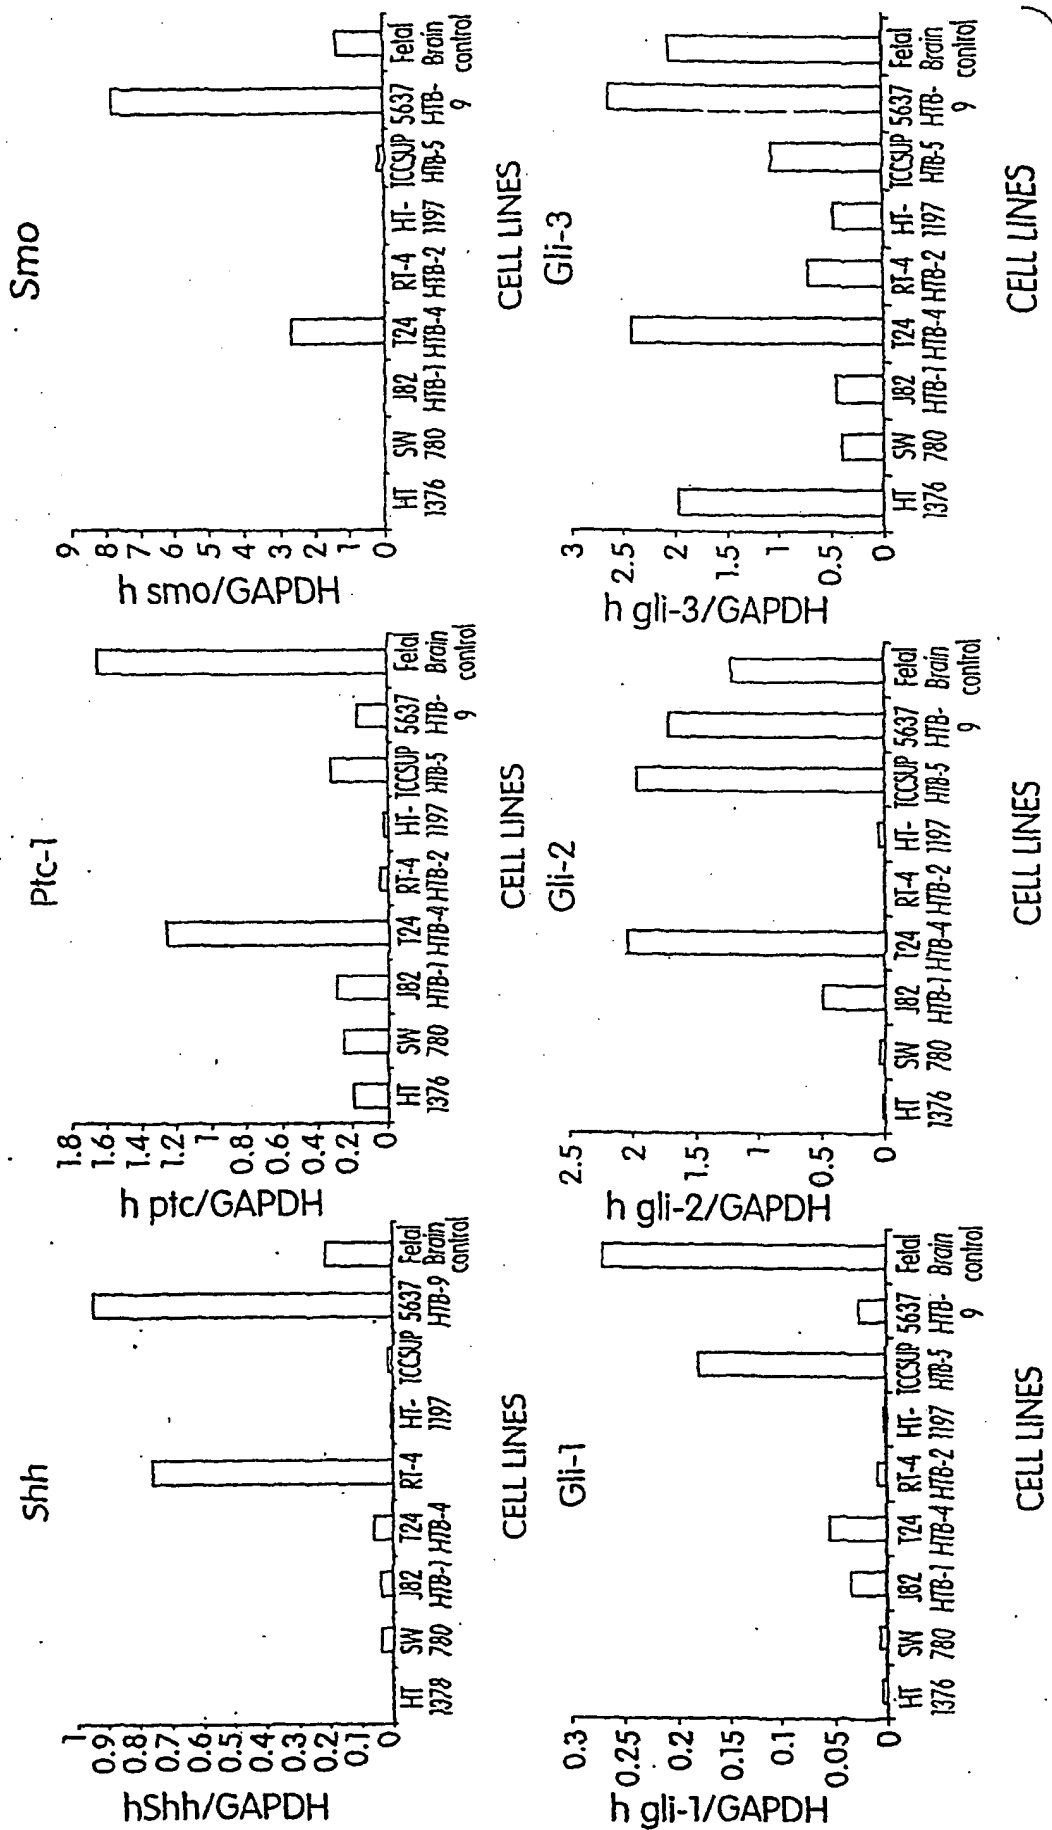 Shh
hShh/GAPDH
1
0.9
0.8
0.7
0.6
0.5
0.4
0.3
0.2
0.1
0
HT SW J82 T24 RT-4 HT- TCCSUP 5637 Fetal
1378 780 HTB-1 HTB-4 1197 HTB-9 Brain
control
CELL LINES
Ptc-1
h ptc/GAPDH
1.8
1.6
1.4
1.2
1
0.8
0.6
0.4
0.2
0
HT SW J82 T24 RT-4 HT- TCCSUP 5637 Fetal
1376 780 HTB-1 HTB-4 HTB-2 1197 HTB-5 HTB- Brain
9 control
CELL LINES
Smo
h smo/GAPDH
9
8
7
6
5
4
3
2
1
0
HT SW J82 T24 RT-4 HT- TCCSUP 5637 Fetal
1376 780 HTB-1 HTB-4 HTB-2 1197 HTB-5 HTB- Brain
9 control
CELL LINES
Gli-1
h gli-1/GAPDH
0.3
0.25
0.2
0.15
0.1
0.05
0
HT SW J82 T24 RT-4 HT- TCCSUP 5637 Fetal
1376 780 HTB-1 HTB-4 HTB-2 1197 HTB-5 HTB- Brain
9 control
CELL LINES
Gli-2
h gli-2/GAPDH
2.5
2
1.5
1
0.5
0
HT SW J82 T24 RT-4 HT- TCCSUP 5637 Fetal
1376 780 HTB-1 HTB-4 HTB-2 1197 HTB-5 HTB- Brain
9 control
CELL LINES
Gli-3
h gli-3/GAPDH
3
2.5
2
1.5
1
0.5
0
HT SW J82 T24 RT-4 HT- TCCSUP 5637 Fetal
1376 780 HTB-1 HTB-4 HTB-2 1197 HTB-5 HTB- Brain
9 control
CELL LINES